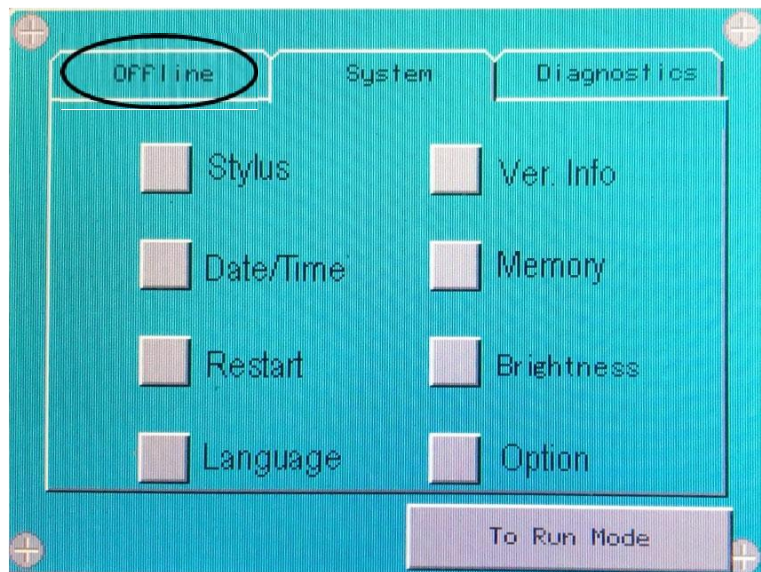 OFFline System Diagnostics
Stylus Ver. Info
Date/Time Memory
Restart Brightness
Language Option
To Run Mode